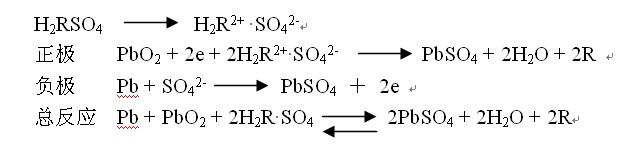 H₂RSO₄ ⟶ H₂R²⁺·SO₄²⁻
正极 PbO₂ + 2e + 2H₂R²⁺·SO₄²⁻ ⟶ PbSO₄ + 2H₂O + 2R
负极 Pb + SO₄²⁻ ⟶ PbSO₄ + 2e
总反应 Pb + PbO₂ + 2H₂R·SO₄ ⇄ 2PbSO₄ + 2H₂O + 2R